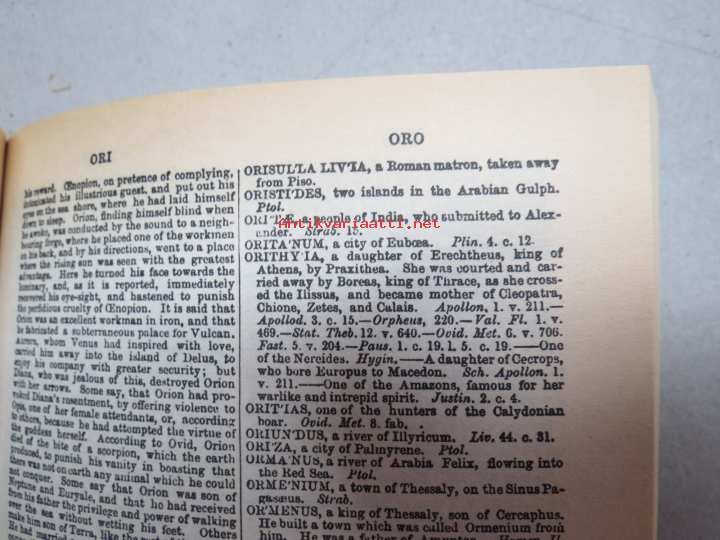 ORI
ORO
his reward. Œnopion, on pretence of complying,
intoxicated his illustrious guest, and put out his
eyes on the sea shore, where he had laid himself
down to sleep. Orion, finding himself blind when
he awoke, was conducted by the sound to a neigh-
bouring forge, where he placed one of the workmen
on his back, and by his directions, went to a place
where the rising sun was seen with the greatest
advantage. Here he turned his face towards the
luminary, and, as it is reported, immediately
recovered his eye-sight, and hastened to punish
the perfidious cruelty of Œnopion. It is said that
Orion was an excellent workman in iron, and that
he fabricated a subterraneous palace for Vulcan.
Aurora, whom Venus had inspired with love,
carried him away into the island of Delus, to
enjoy his company with greater security; but
Diana, who was jealous of this, destroyed Orion
with her arrows. Some say, that Orion had pro-
voked Diana's resentment, by offering violence to
Opis, one of her female attendants, or, according
to others, because he had attempted the virtue of
the goddess herself. According to Ovid, Orion
died of the bite of a scorpion, which the earth
produced, to punish his vanity in boasting that
there was not on earth any animal which he could
not conquer. Some say that Orion was son of
Neptune and Euryale, and that he had received
from his father the privilege and power of walking
over the sea without wetting his feet. Others
make him son of Terra, like the rest of the
He had married
ORISUL'LA LIV'IA, a Roman matron, taken away
from Piso.
ORISTI'DES, two islands in the Arabian Gulph.
Ptol.
ORI'TÆ, a people of India, who submitted to Alex-
ander. Strab. 15.
ORITA'NUM, a city of Eubœa. Plin. 4. c. 12.
ORITHY'IA, a daughter of Erechtheus, king of
Athens, by Praxithea. She was courted and car-
ried away by Boreas, king of Thrace, as she cross-
ed the Ilissus, and became mother of Cleopatra,
Chione, Zetes, and Calais. Apollon. 1. v. 211.—
Apollod. 3. c. 15.—Orpheus, 220.—Val. Fl. 1. v.
469.—Stat. Theb. 12. v. 640.—Ovid. Met. 6. v. 706.
Fast. 5. v. 204.—Paus. 1. c. 19. l. 5. c. 19.——One
of the Nereides. Hygin.——A daughter of Cecrops,
who bore Europus to Macedon. Sch. Apollon. 1.
v. 211.——One of the Amazons, famous for her
warlike and intrepid spirit. Justin. 2. c. 4.
ORIT'IAS, one of the hunters of the Calydonian
boar. Ovid. Met. 8. fab.
ORIUN'DUS, a river of Illyricum. Liv. 44. c. 31.
ORI'ZA, a city of Palmyrene. Ptol.
ORMA'NUS, a river of Arabia Felix, flowing into
the Red Sea. Ptol.
ORME'NIUM, a town of Thessaly, on the Sinus Pa-
gasæus. Strab.
OR'MENUS, a king of Thessaly, son of Cercaphus.
He built a town which was called Ormenium from
him. He was a father of Amyntor. Homer. Il.
Antikvariaatti.net